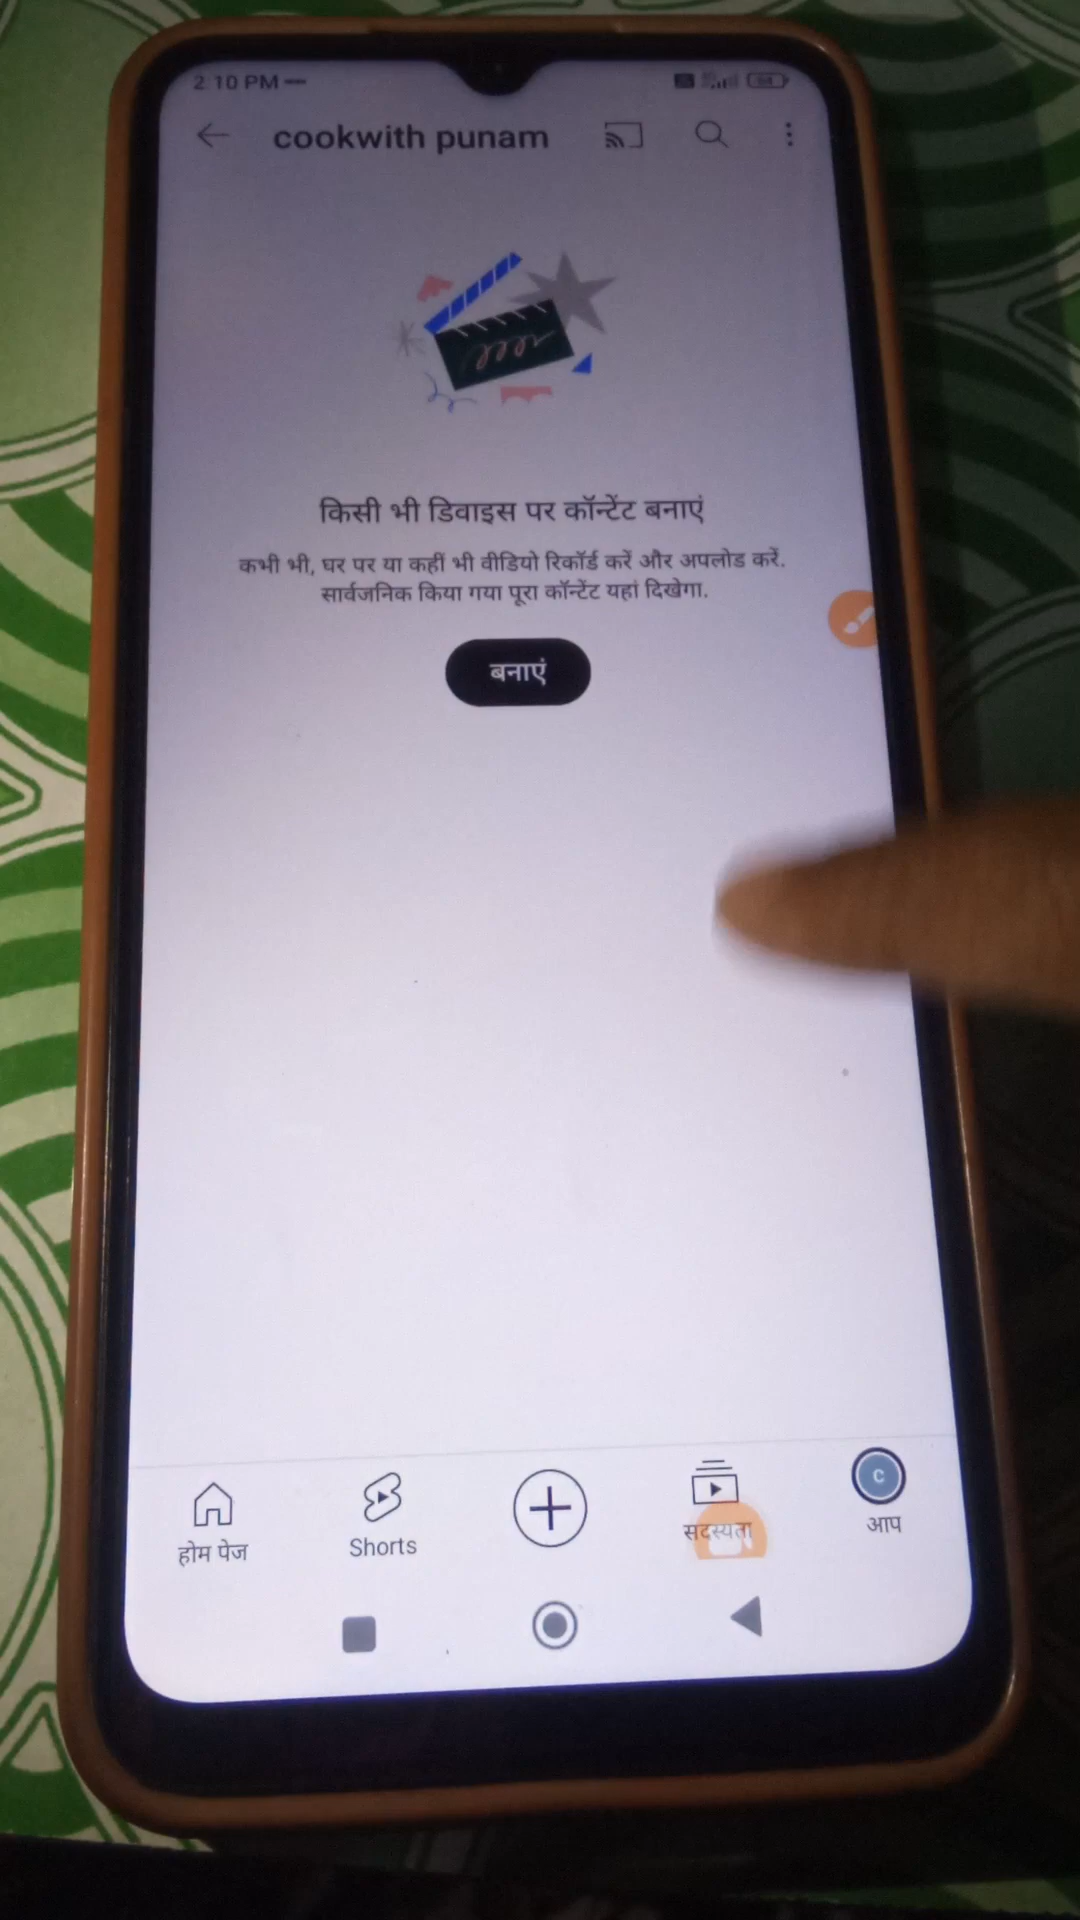 2:10 PM
cookwith punam
किसी भी डिवाइस पर कॉन्टेंट बनाएं
कभी भी, घर पर या कहीं भी वीडियो रिकॉर्ड करें और अपलोड करें.
सार्वजनिक किया गया पूरा कॉन्टेंट यहां दिखेगा.
बनाएं
होम पेज
Shorts
सदस्यता
C
आप